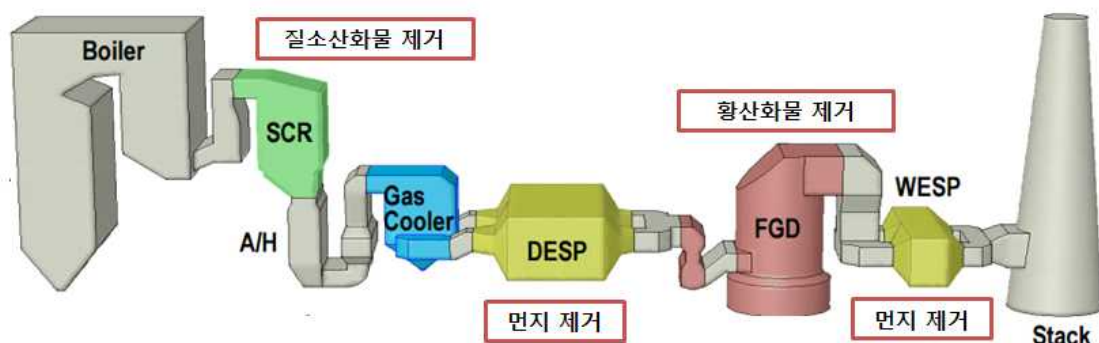 질소산화물 제거
Boiler
SCR
황산화물 제거
WESP
Gas
Cooler
A/H
DESP
FGD
먼지 제거
먼지 제거
Stack